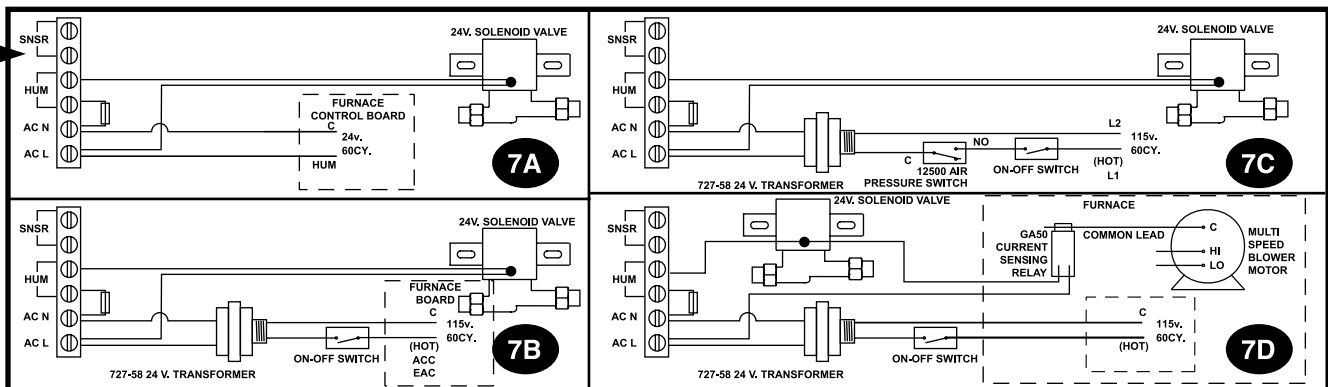 SNSR
HUM
AC N
AC L
24V. SOLENOID VALVE
FURNACE
CONTROL BOARD
C
24v.
60CY.
HUM
7A
SNSR
HUM
AC N
AC L
24V. SOLENOID VALVE
L2
115v.
60CY.
NO
C
(HOT)
L1
12500 AIR
PRESSURE SWITCH
ON-OFF SWITCH
727-58 24 V. TRANSFORMER
7C
SNSR
HUM
AC N
AC L
24V. SOLENOID VALVE
FURNACE
BOARD
C
115v.
60CY.
(HOT)
ACC
EAC
ON-OFF SWITCH
727-58 24 V. TRANSFORMER
7B
SNSR
HUM
AC N
AC L
24V. SOLENOID VALVE
FURNACE
GA50
CURRENT
SENSING
RELAY
COMMON LEAD
C
HI
LO
MULTI
SPEED
BLOWER
MOTOR
C
115v.
60CY.
(HOT)
ON-OFF SWITCH
727-58 24 V. TRANSFORMER
7D